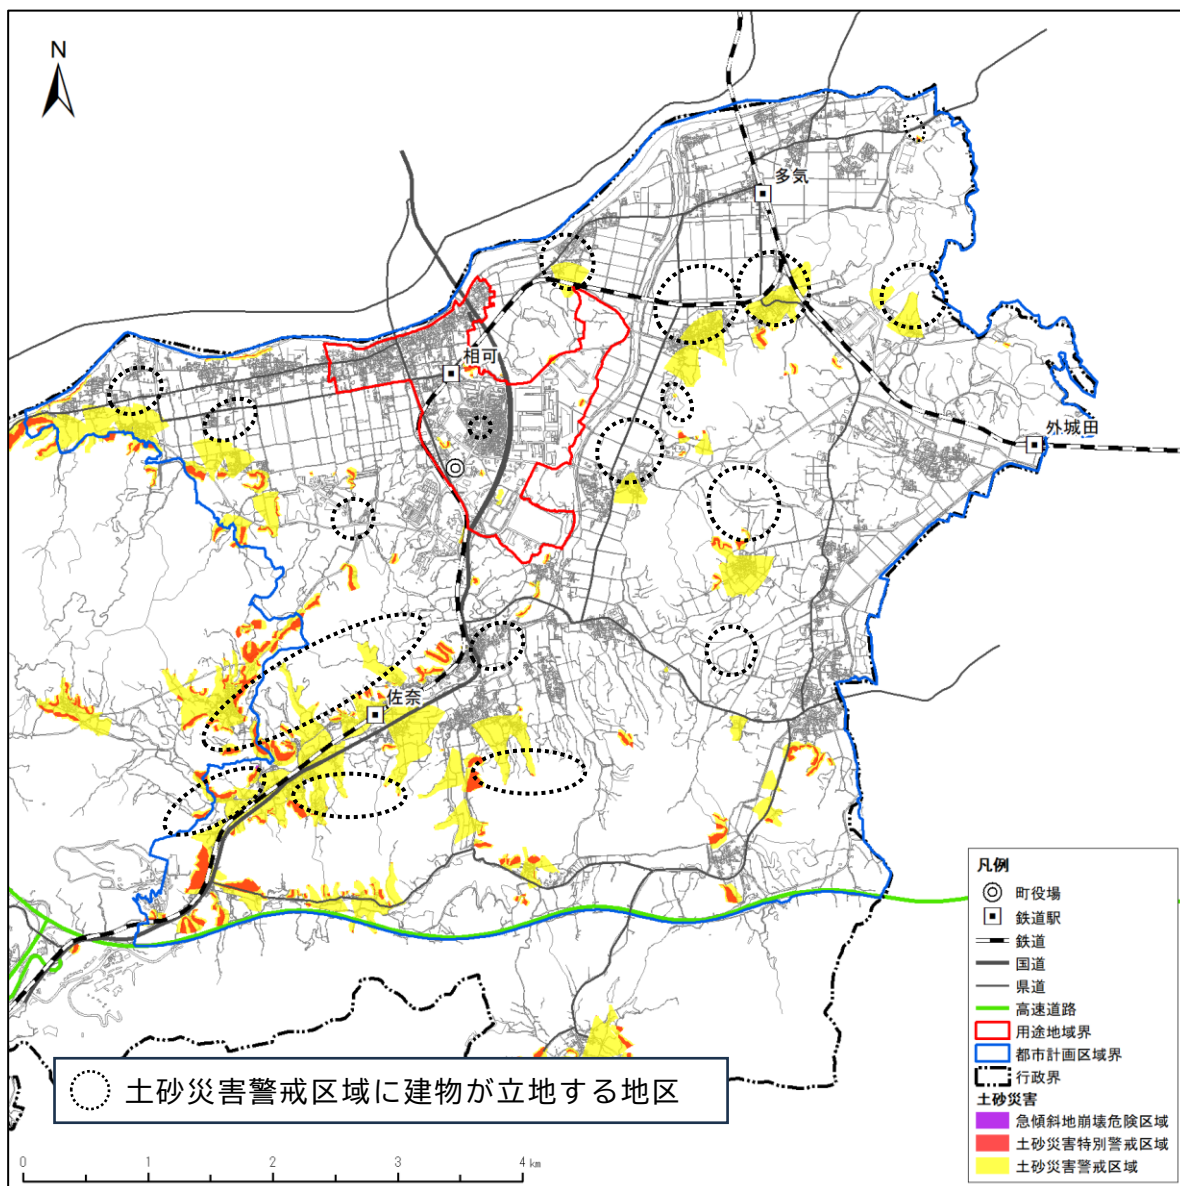 N
多気
相可
外城田
佐奈
凡例
町役場
鉄道駅
鉄道
国道
県道
高速道路
用途地域界
都市計画区域界
行政界
土砂災害
急傾斜地崩壊危険区域
土砂災害特別警戒区域
土砂災害警戒区域
土砂災害警戒区域に建物が立地する地区
0 1 2 3 4 km